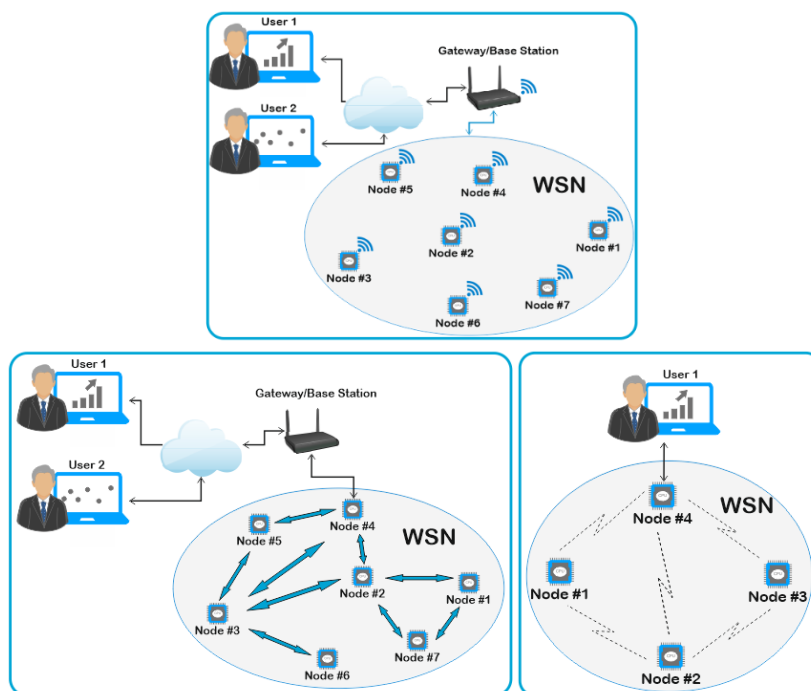 User 1
Gateway/Base Station
User 2
WSN
Node #5
Node #4
Node #2
Node #1
Node #3
Node #7
Node #6
User 1
Gateway/Base Station
User 2
WSN
Node #4
Node #5
Node #2
Node #1
Node #3
Node #7
Node #6
User 1
WSN
Node #4
Node #1
Node #3
Node #2